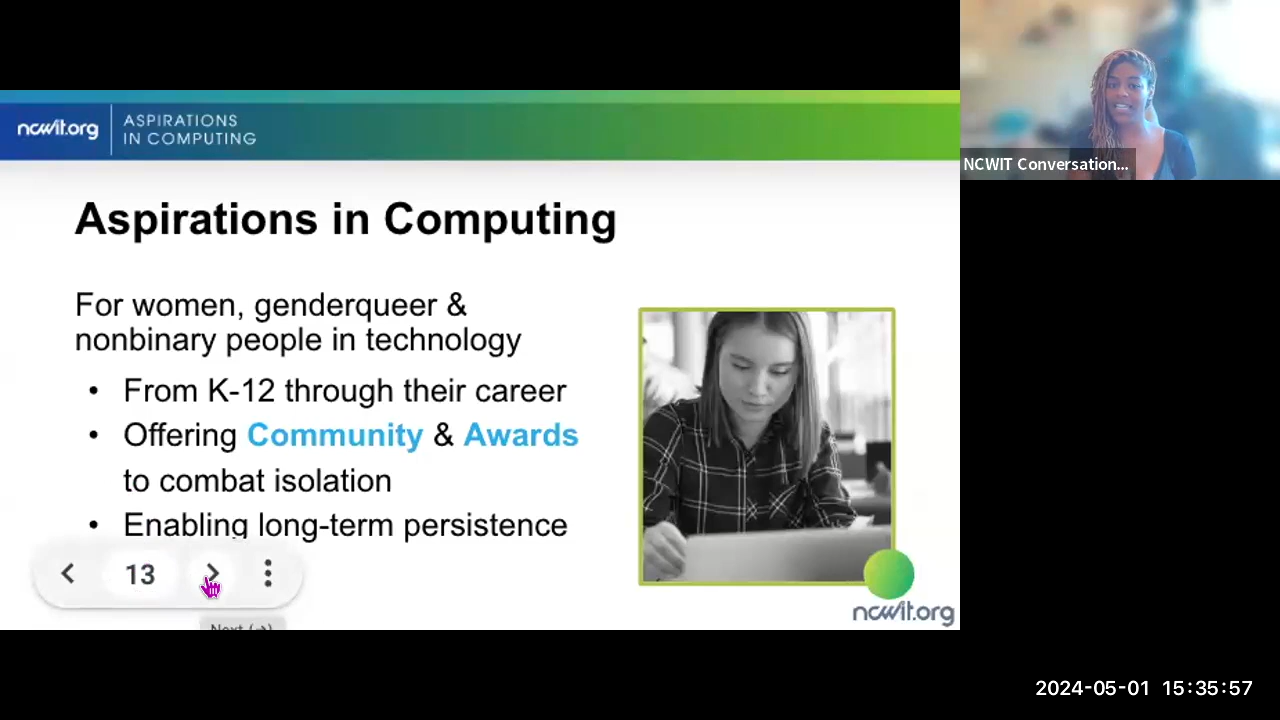 ncwit.org
ASPIRATIONS
IN COMPUTING
NCWIT Conversation...
Aspirations in Computing
For women, genderqueer &
nonbinary people in technology
• From K-12 through their career
• Offering Community & Awards
to combat isolation
• Enabling long-term persistence
13
Next (→)
ncwit.org
2024-05-01 15:35:57